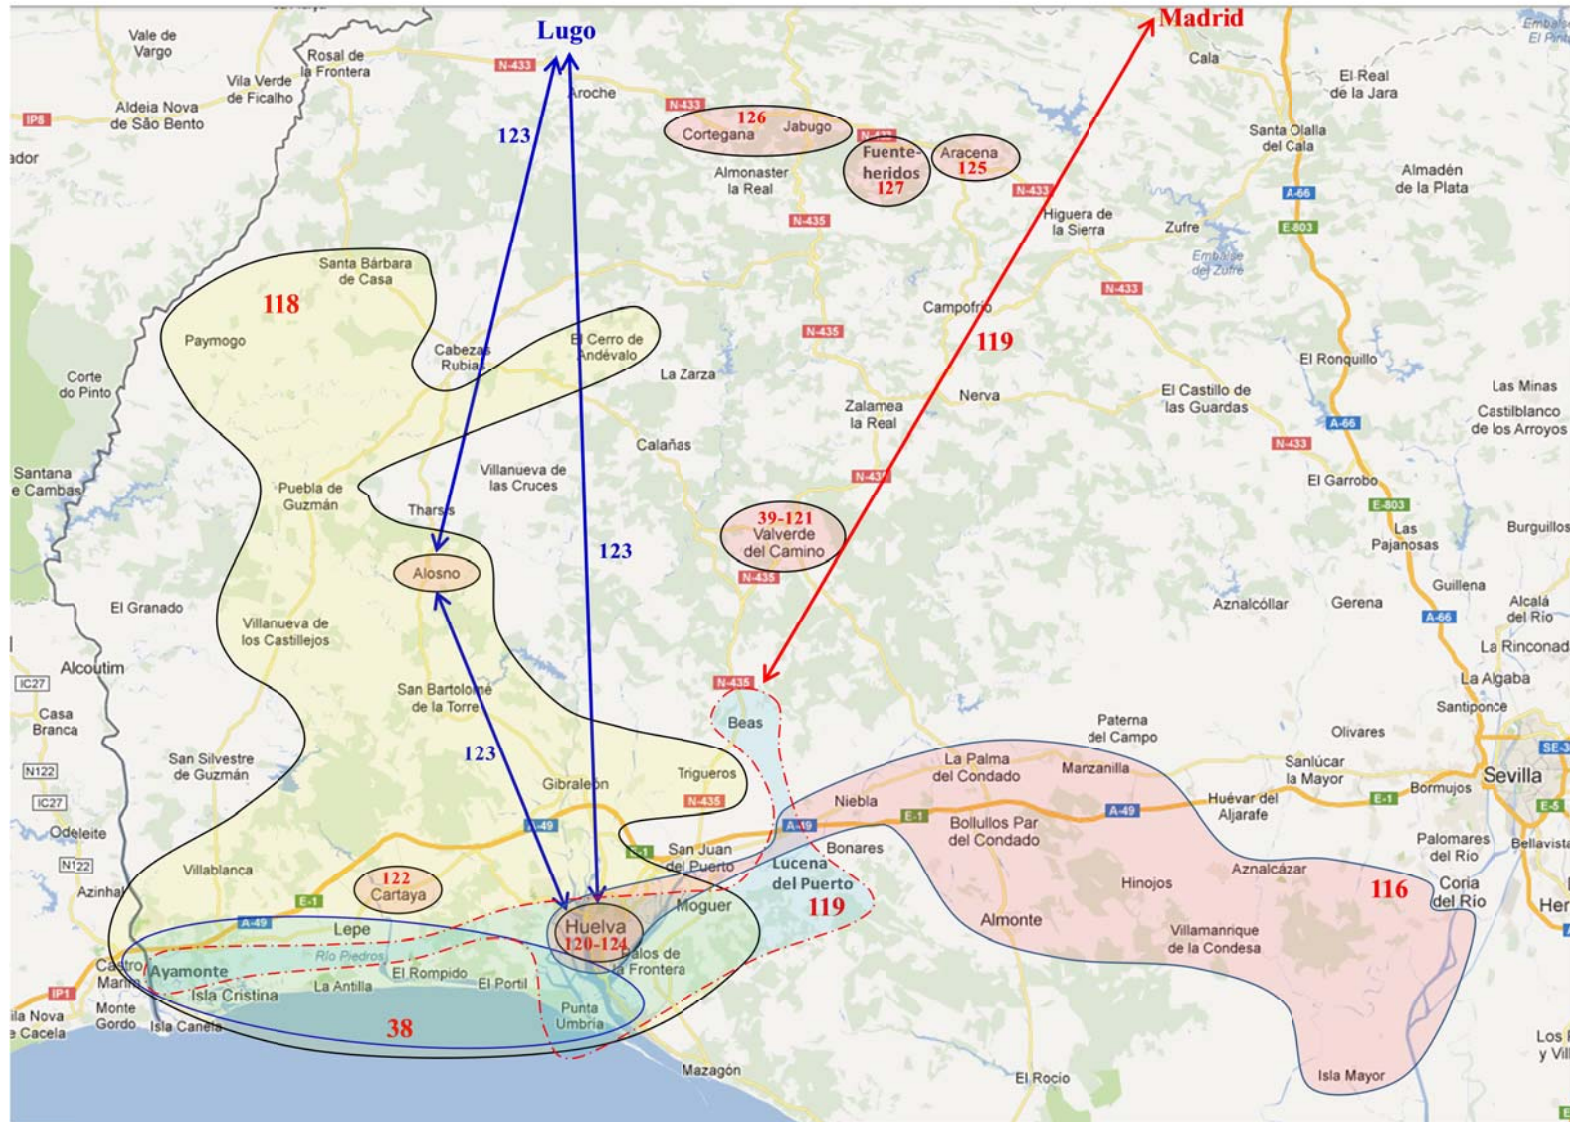 Lugo
Madrid
Vale de
Vargo
Rosal de
la Frontera
N-433
Cala
El Real
de la Jara
Vila Verde
de Ficalho
Aldeia Nova
de São Bento
IP8
Aroche
123
N-433
126
Cortegana
Jabugo
Fuente-
heridos
127
Aracena
125
N-433
Almonaster
la Real
Santa Olalla
del Cala
Almadén
de la Plata
A-66
E-803
N-435
Higuera de
la Sierra
Zufre
Embalse
del Zufre
Santa Bárbara
de Casa
118
Paymogo
Cabezas
Rubias
El Cerro de
Andévalo
La Zarza
N-435
Campofrío
N-433
119
El Ronquillo
Corte
do Pinto
Nerva
Zalamea
la Real
El Castillo de
las Guardas
Las Minas
Castilblanco
de los Arroyos
A-66
N-433
Calañas
Santana
Cambas
Villanueva de
las Cruces
Puebla de
Guzmán
Tharsis
N-435
El Garrobo
E-803
Las
Pajanosas
Burguillos
39-121
Valverde
del Camino
N-435
123
Alosno
Guillena
El Granado
Aznalcóllar
Gerena
Alcalá
del Río
A-66
Villanueva de
los Castillejos
La Rinconad
Alcoutim
IC27
San Bartolomé
de la Torre
N-435
La Algaba
Santiponce
Casa
Branca
Beas
Paterna
del Campo
Olivares
123
San Silvestre
de Guzmán
N122
IC27
Gibraleón
Trigueros
N-435
La Palma
del Condado
Manzanilla
Sanlúcar
la Mayor
SE-3
Sevilla
Bormujos
Niebla
E-1
A-49
Huévar del
Aljarafe
E-1
E-5
Odeleite
A-49
A-49
Bollullos Par
del Condado
Palomares
del Río
Bellavista
N122
Villablanca
E-1
San Juan
del Puerto
Bonares
Lucena
del Puerto
119
122
Cartaya
Azinhal
E-1
Aznalcázar
116
Coria
del Río
Hinojos
Moguer
A-49
Lepe
Huelva
120-124
Almonte
Villamanrique
de la Condesa
Palos de
la Frontera
Río Piedras
Castro
Marim
Ayamonte
El Rompido
El Portil
La Antilla
Isla Cristina
IP1
Monte
Gordo
Isla Canela
38
Punta
Umbría
Mazagón
El Rocío
Isla Mayor